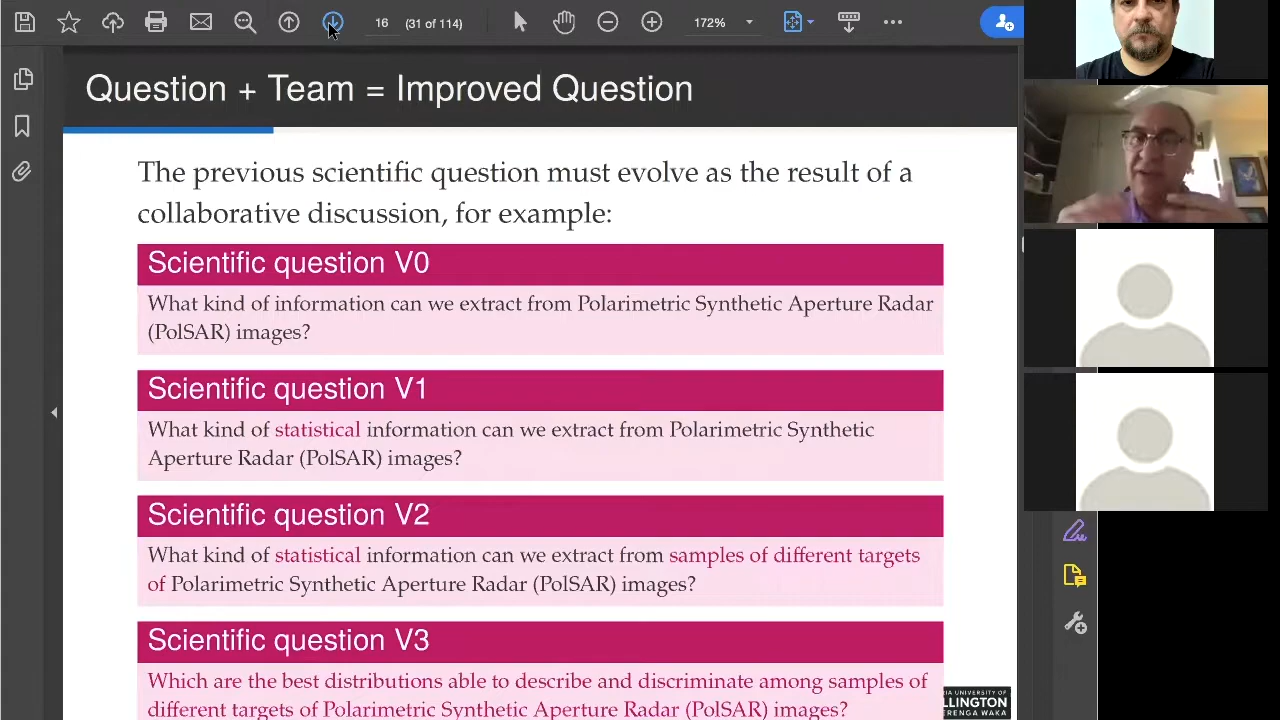 16 (31 of 114) 172%
Question + Team = Improved Question
The previous scientific question must evolve as the result of a
collaborative discussion, for example:
Scientific question V0
What kind of information can we extract from Polarimetric Synthetic Aperture Radar
(PolSAR) images?
Scientific question V1
What kind of statistical information can we extract from Polarimetric Synthetic
Aperture Radar (PolSAR) images?
Scientific question V2
What kind of statistical information can we extract from samples of different targets
of Polarimetric Synthetic Aperture Radar (PolSAR) images?
Scientific question V3
Which are the best distributions able to describe and discriminate among samples of
different targets of Polarimetric Synthetic Aperture Radar (PolSAR) images?
RIA UNIVERSITY OF
LLINGTON
ERENGA WAKA